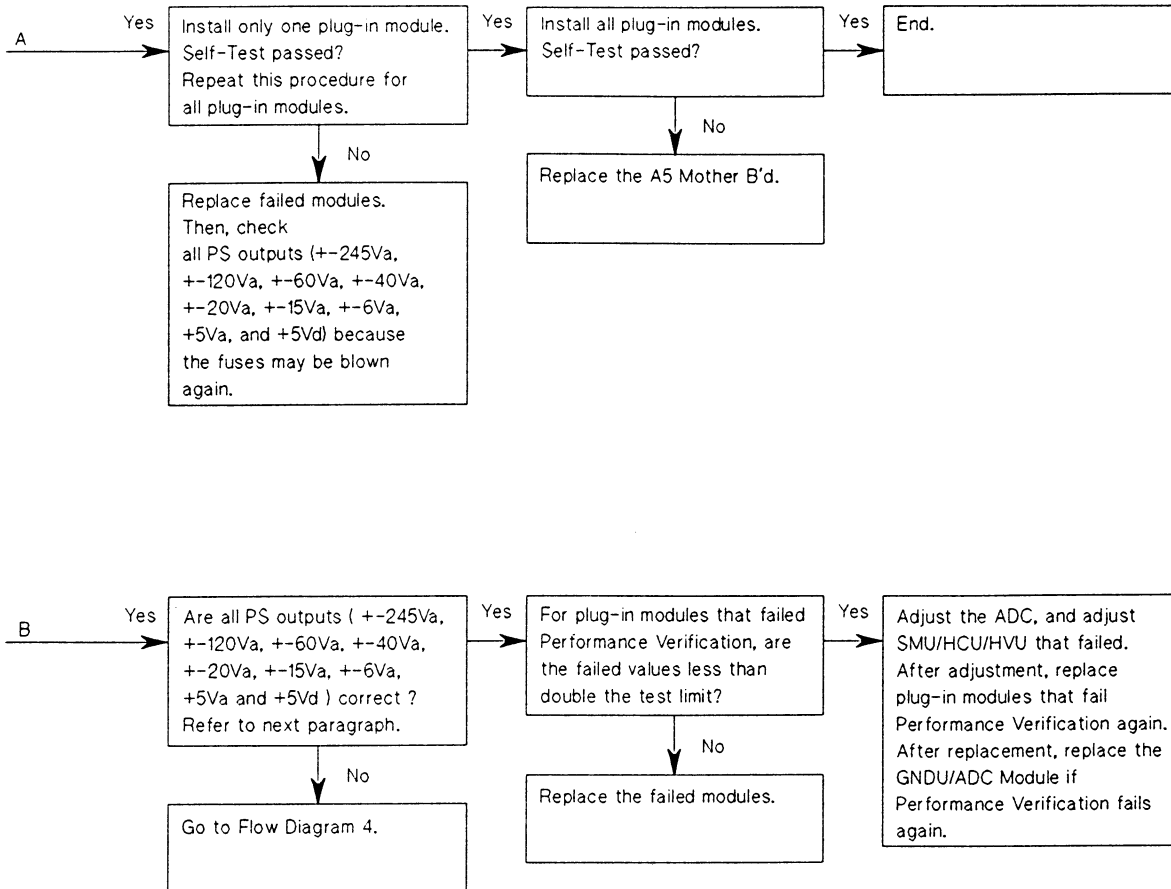 A
Yes
Install only one plug-in module.
Self-Test passed?
Repeat this procedure for
all plug-in modules.
Yes
Install all plug-in modules.
Self-Test passed?
Yes
End.
No
Replace failed modules.
Then, check
all PS outputs (+-245Va,
+-120Va, +-60Va, +-40Va,
+-20Va, +-15Va, +-6Va,
+5Va, and +5Vd) because
the fuses may be blown
again.
No
Replace the A5 Mother B'd.
B
Yes
Are all PS outputs ( +-245Va,
+-120Va, +-60Va, +-40Va,
+-20Va, +-15Va, +-6Va,
+5Va and +5Vd ) correct ?
Refer to next paragraph.
Yes
For plug-in modules that failed
Performance Verification, are
the failed values less than
double the test limit?
Yes
Adjust the ADC, and adjust
SMU/HCU/HVU that failed.
After adjustment, replace
plug-in modules that fail
Performance Verification again.
After replacement, replace the
GNDU/ADC Module if
Performance Verification fails
again.
No
Go to Flow Diagram 4.
No
Replace the failed modules.